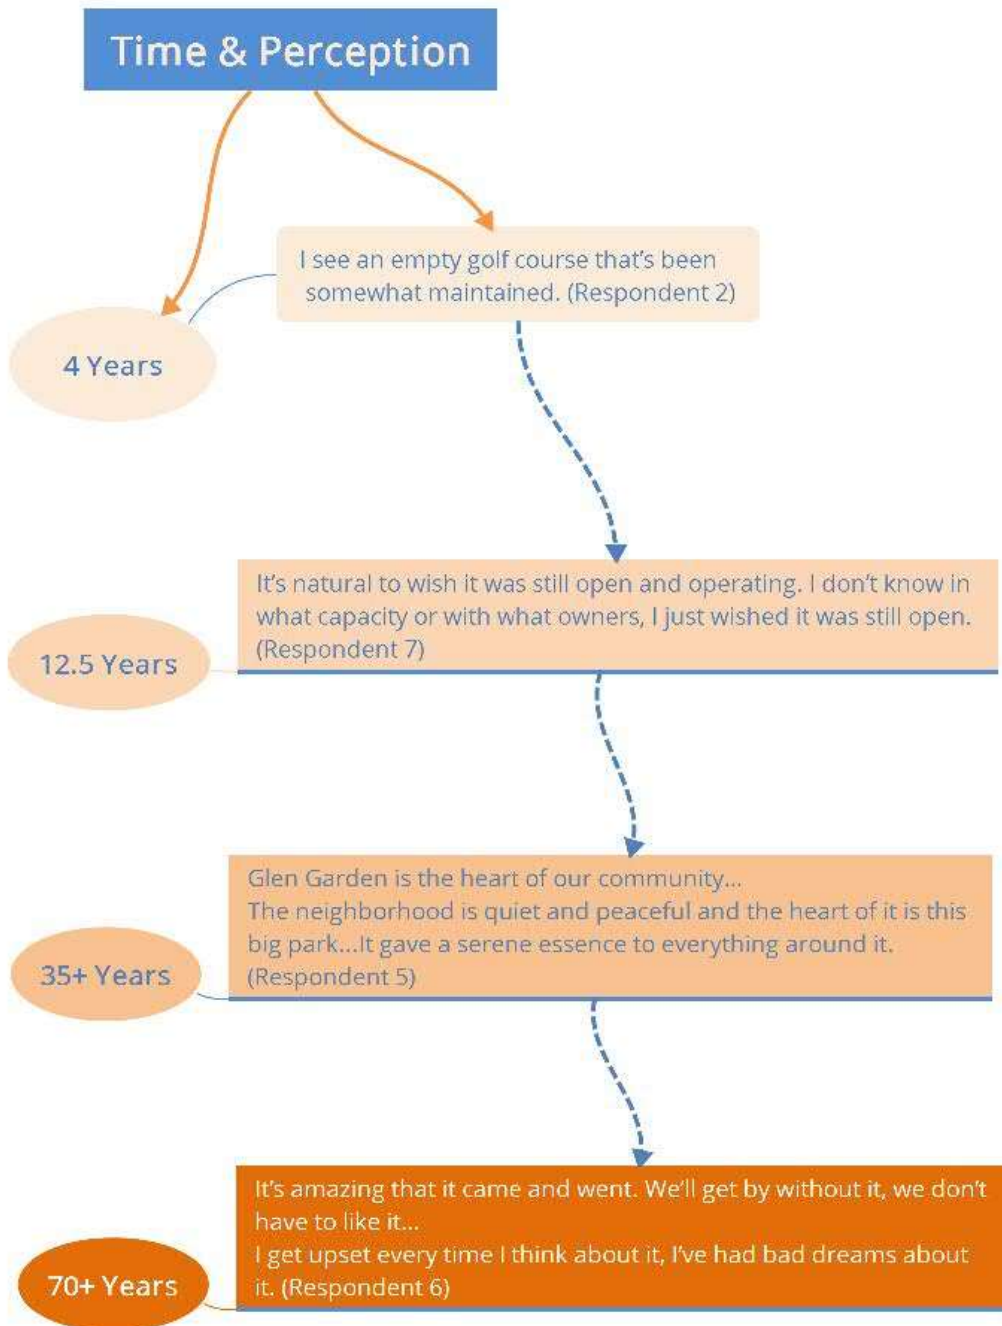 Time & Perception
I see an empty golf course that's been
somewhat maintained. (Respondent 2)
4 Years
It's natural to wish it was still open and operating. I don't know in
what capacity or with what owners, I just wished it was still open.
(Respondent 7)
12.5 Years
Glen Garden is the heart of our community...
The neighborhood is quiet and peaceful and the heart of it is this
big park...It gave a serene essence to everything around it.
(Respondent 5)
35+ Years
It's amazing that it came and went. We'll get by without it, we don't
have to like it...
I get upset every time I think about it, I've had bad dreams about
it. (Respondent 6)
70+ Years